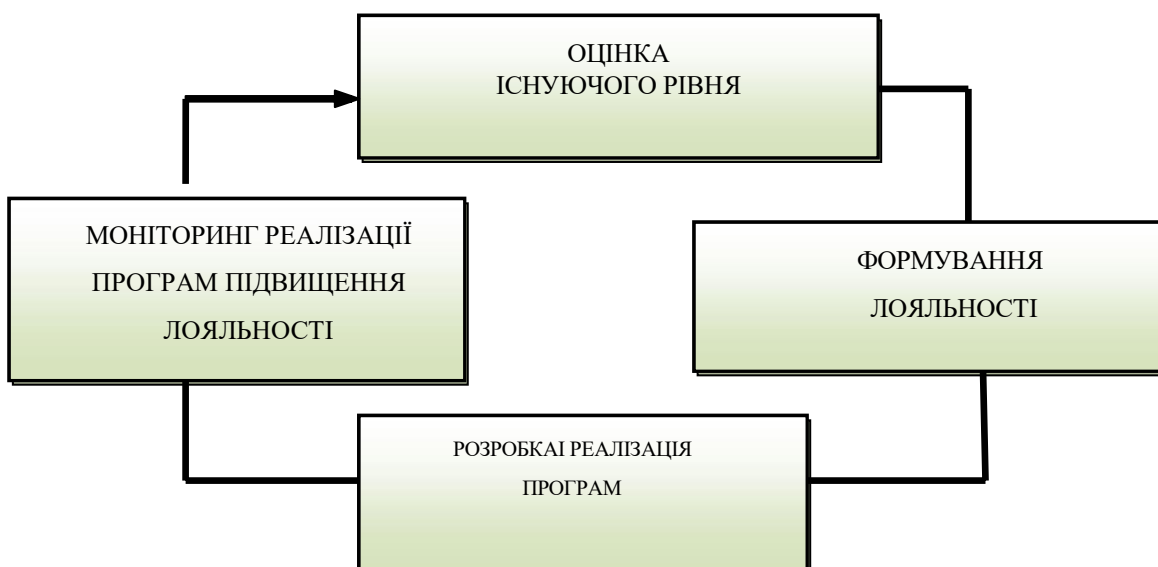 ОЦІНКА
ІСНУЮЧОГО РІВНЯ
МОНІТОРИНГ РЕАЛІЗАЦІЇ
ПРОГРАМ ПІДВИЩЕННЯ
ЛОЯЛЬНОСТІ
ФОРМУВАННЯ
ЛОЯЛЬНОСТІ
РОЗРОБКАІ РЕАЛІЗАЦІЯ
ПРОГРАМ